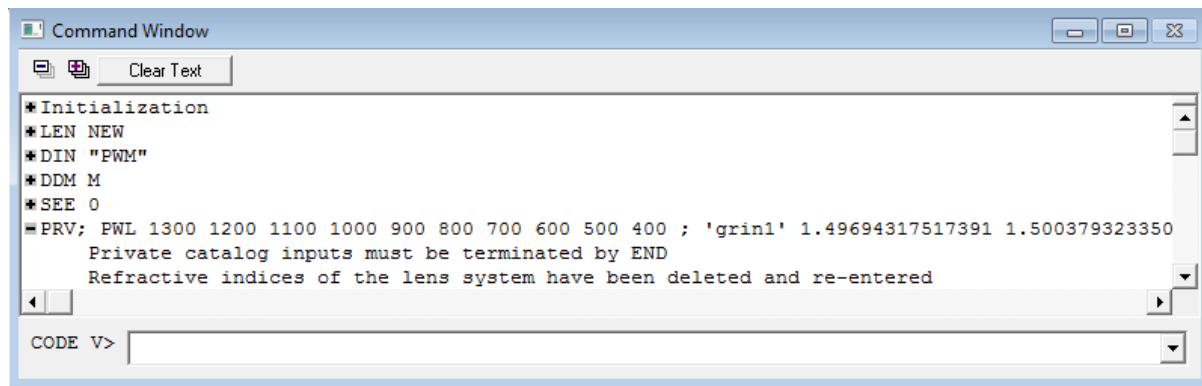 Command Window
Clear Text
Initialization
LEN NEW
DIN "PWM"
DDM M
SEE 0
PRV; PWL 1300 1200 1100 1000 900 800 700 600 500 400 ; 'grin1' 1.49694317517391 1.500379323350
Private catalog inputs must be terminated by END
Refractive indices of the lens system have been deleted and re-entered
CODE V>